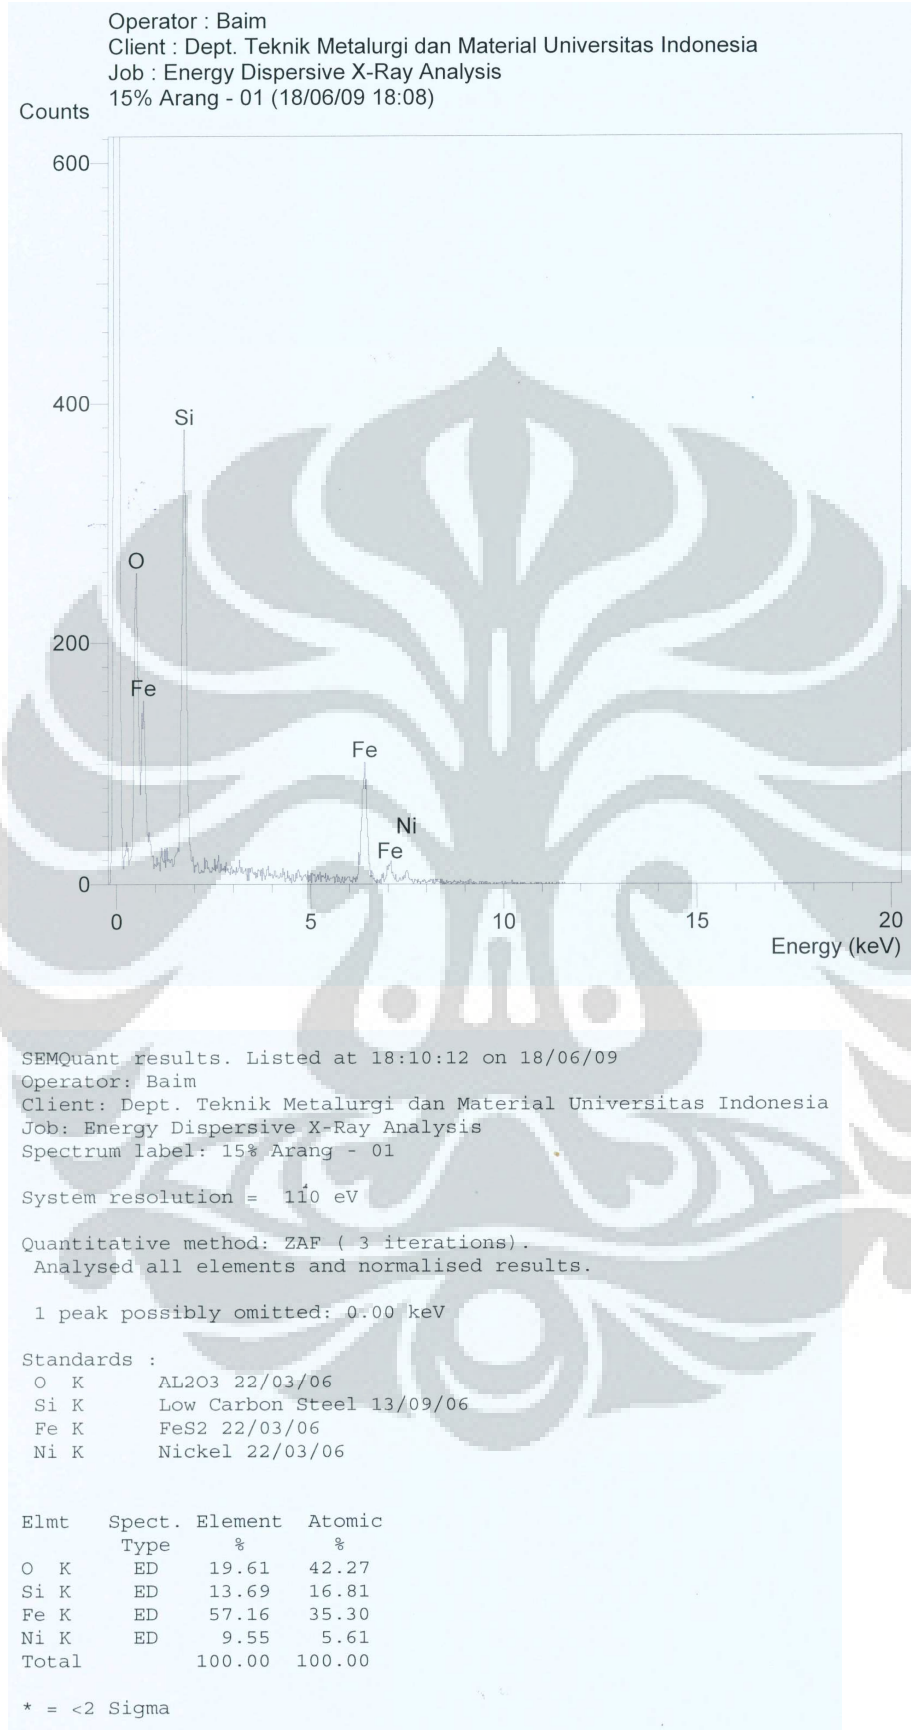 Operator : Baim
Client : Dept. Teknik Metalurgi dan Material Universitas Indonesia
Job : Energy Dispersive X-Ray Analysis
15% Arang - 01 (18/06/09 18:08)
Counts
600
400
Si
O
200
Fe
Fe
Ni
Fe
0
0 5 10 15 20
Energy (keV)
SEMQuant results. Listed at 18:10:12 on 18/06/09
Operator: Baim
Client: Dept. Teknik Metalurgi dan Material Universitas Indonesia
Job: Energy Dispersive X-Ray Analysis
Spectrum label: 15% Arang - 01
System resolution = 110 eV
Quantitative method: ZAF ( 3 iterations).
Analysed all elements and normalised results.
1 peak possibly omitted: 0.00 keV
Standards :
O K AL2O3 22/03/06
Si K Low Carbon Steel 13/09/06
Fe K FeS2 22/03/06
Ni K Nickel 22/03/06
Elmt Spect. Element Atomic
Type % %
O K ED 19.61 42.27
Si K ED 13.69 16.81
Fe K ED 57.16 35.30
Ni K ED 9.55 5.61
Total 100.00 100.00
* = <2 Sigma